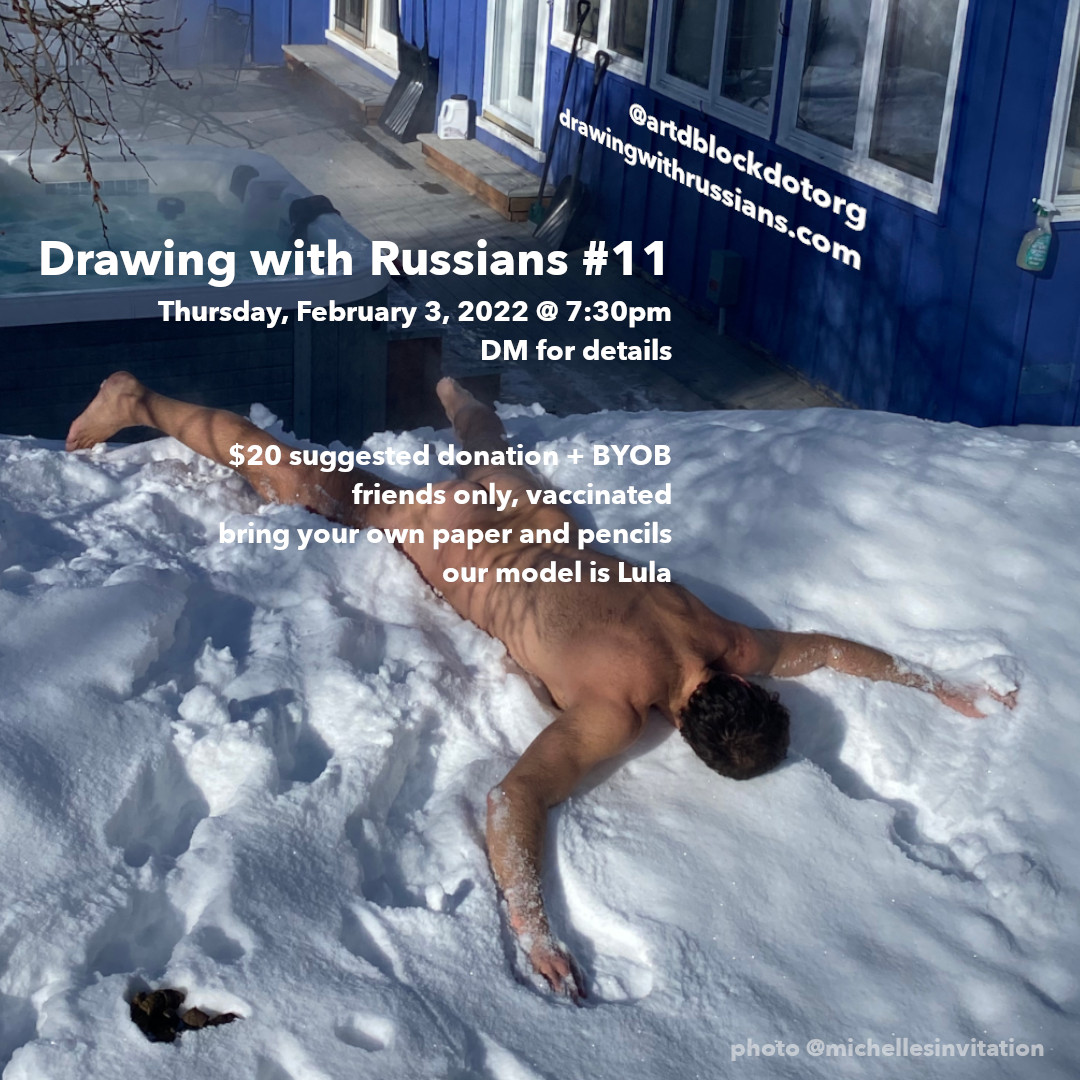 @artdblockdotorg
drawingwithrussians.com
Drawing with Russians #11
Thursday, February 3, 2022 @ 7:30pm
DM for details
$20 suggested donation + BYOB
friends only, vaccinated
bring your own paper and pencils
our model is Lula
photo @michellesinvitation